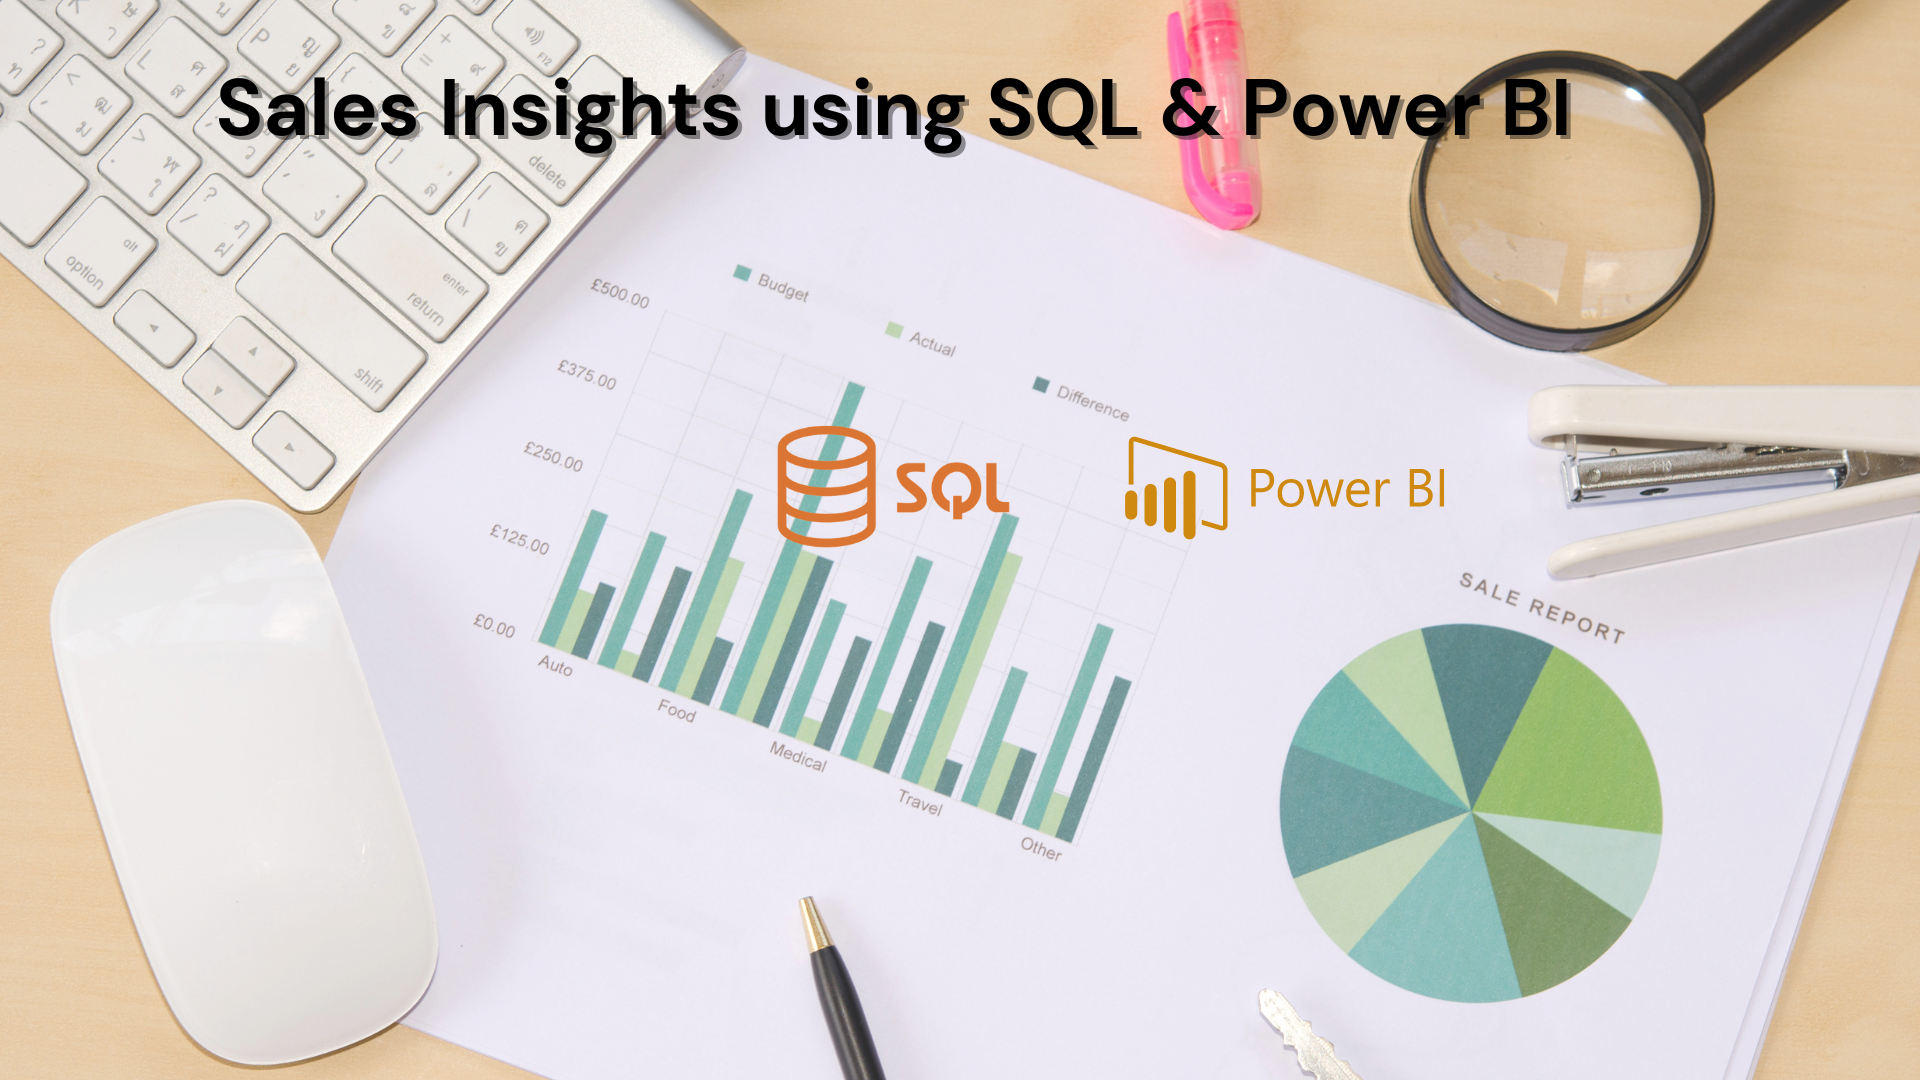 Sales Insights using SQL & Power BI
delete
alt
option
enter
return
shift
F12
Budget
Actual
Difference
£500.00
£375.00
£250.00
£125.00
£0.00
Auto
Food
Medical
Travel
Other
SQL
Power BI
SALE REPORT